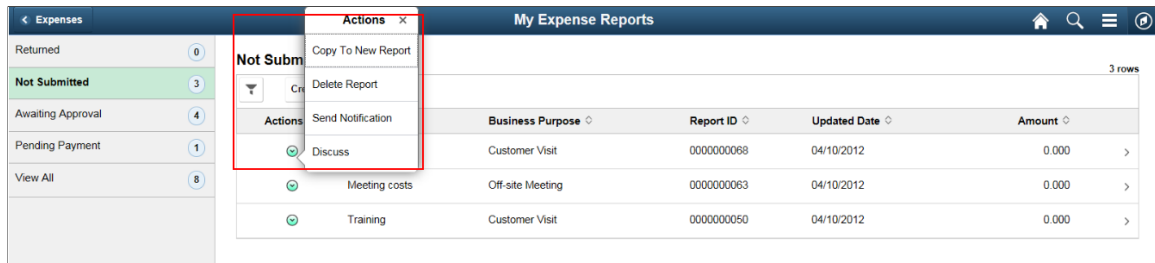 Expenses
Actions ×
My Expense Reports
Returned 0
Not Submitted 3
Awaiting Approval 4
Pending Payment 1
View All 8
Copy To New Report
Delete Report
Send Notification
Discuss
Not Subm
3 rows
Actions Business Purpose Report ID Updated Date Amount
Customer Visit 0000000068 04/10/2012 0.000
Meeting costs Off-site Meeting 0000000063 04/10/2012 0.000
Training Customer Visit 0000000050 04/10/2012 0.000